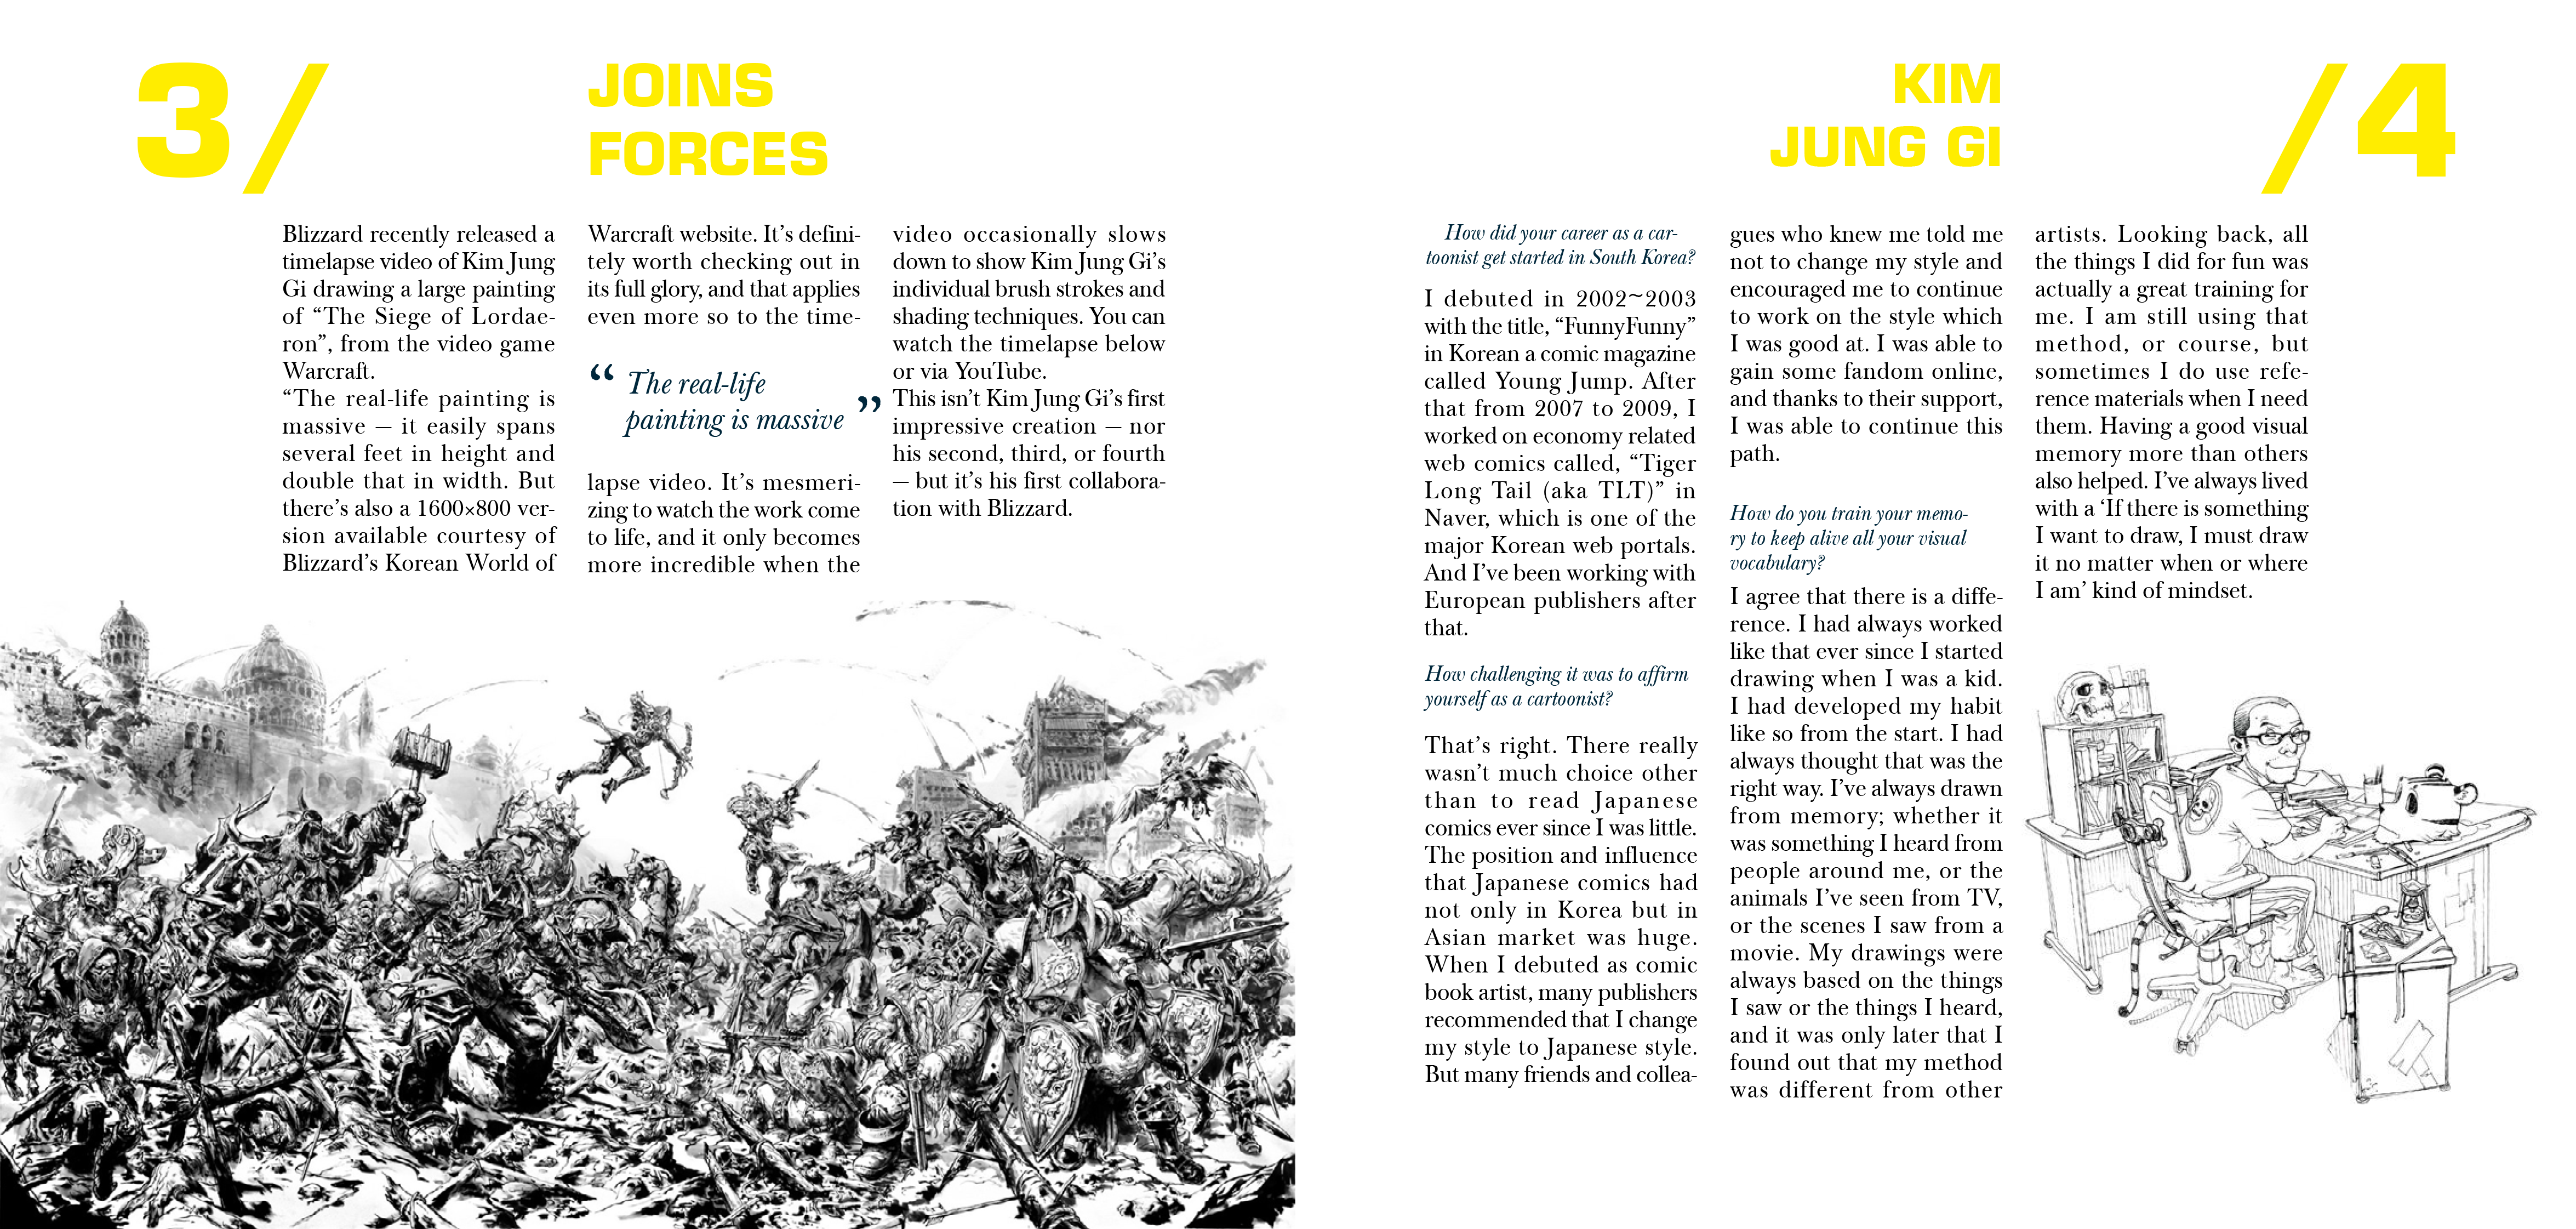 3/
JOINS
FORCES
Blizzard recently released a
timelapse video of Kim Jung
Gi drawing a large painting
of “The Siege of Lordae-
ron”, from the video game
Warcraft.
“The real-life painting is
massive — it easily spans
several feet in height and
double that in width. But
there’s also a 1600×800 ver-
sion available courtesy of
Blizzard’s Korean World of
Warcraft website. It’s defini-
tely worth checking out in
its full glory, and that applies
even more so to the time-
“ The real-life
painting is massive ”
lapse video. It’s mesmeri-
zing to watch the work come
to life, and it only becomes
more incredible when the
video occasionally slows
down to show Kim Jung Gi’s
individual brush strokes and
shading techniques. You can
watch the timelapse below
or via YouTube.
This isn’t Kim Jung Gi’s first
impressive creation — nor
his second, third, or fourth
— but it’s his first collabora-
tion with Blizzard.
KIM
JUNG GI
/4
How did your career as a car-
toonist get started in South Korea?
I debuted in 2002~2003
with the title, “FunnyFunny”
in Korean a comic magazine
called Young Jump. After
that from 2007 to 2009, I
worked on economy related
web comics called, “Tiger
Long Tail (aka TLT)” in
Naver, which is one of the
major Korean web portals.
And I’ve been working with
European publishers after
that.
How challenging it was to affirm
yourself as a cartoonist?
That’s right. There really
wasn’t much choice other
than to read Japanese
comics ever since I was little.
The position and influence
that Japanese comics had
not only in Korea but in
Asian market was huge.
When I debuted as comic
book artist, many publishers
recommended that I change
my style to Japanese style.
But many friends and collea-
gues who knew me told me
not to change my style and
encouraged me to continue
to work on the style which
I was good at. I was able to
gain some fandom online,
and thanks to their support,
I was able to continue this
path.
How do you train your memo-
ry to keep alive all your visual
vocabulary?
I agree that there is a diffe-
rence. I had always worked
like that ever since I started
drawing when I was a kid.
I had developed my habit
like so from the start. I had
always thought that was the
right way. I’ve always drawn
from memory; whether it
was something I heard from
people around me, or the
animals I’ve seen from TV,
or the scenes I saw from a
movie. My drawings were
always based on the things
I saw or the things I heard,
and it was only later that I
found out that my method
was different from other
artists. Looking back, all
the things I did for fun was
actually a great training for
me. I am still using that
method, or course, but
sometimes I do use refe-
rence materials when I need
them. Having a good visual
memory more than others
also helped. I’ve always lived
with a ‘If there is something
I want to draw, I must draw
it no matter when or where
I am’ kind of mindset.